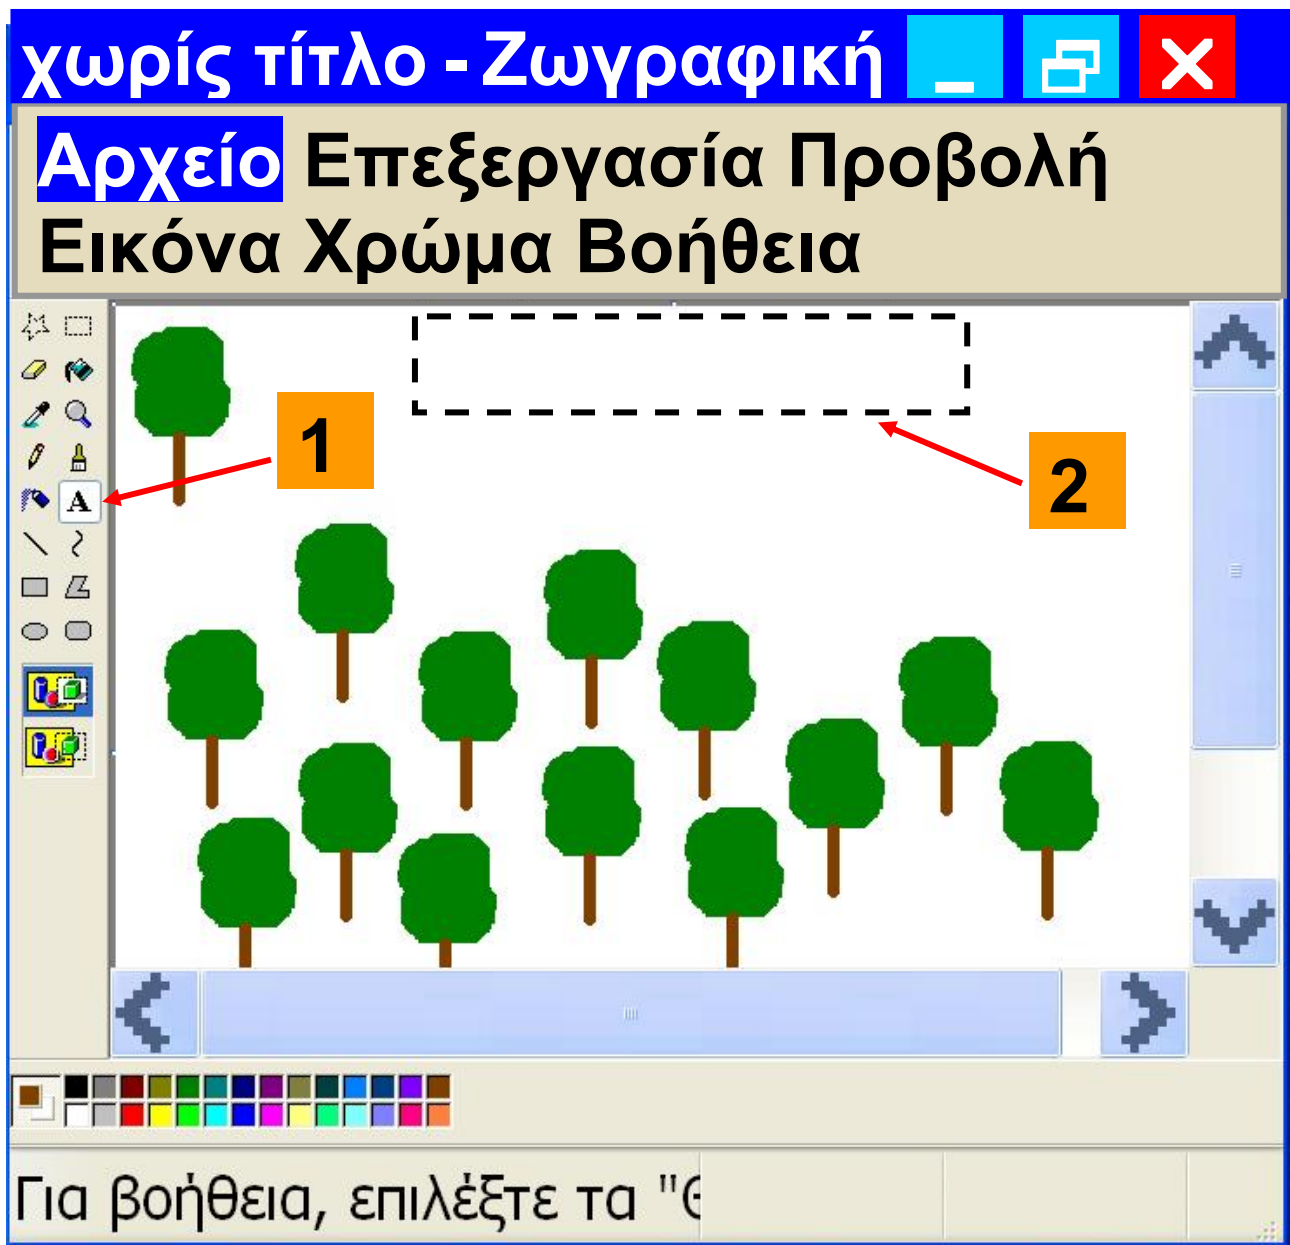 χωρίς τίτλο - Ζωγραφική
Αρχείο Επεξεργασία Προβολή
Εικόνα Χρώμα Βοήθεια
1
2
A
Για βοήθεια, επιλέξτε τα "